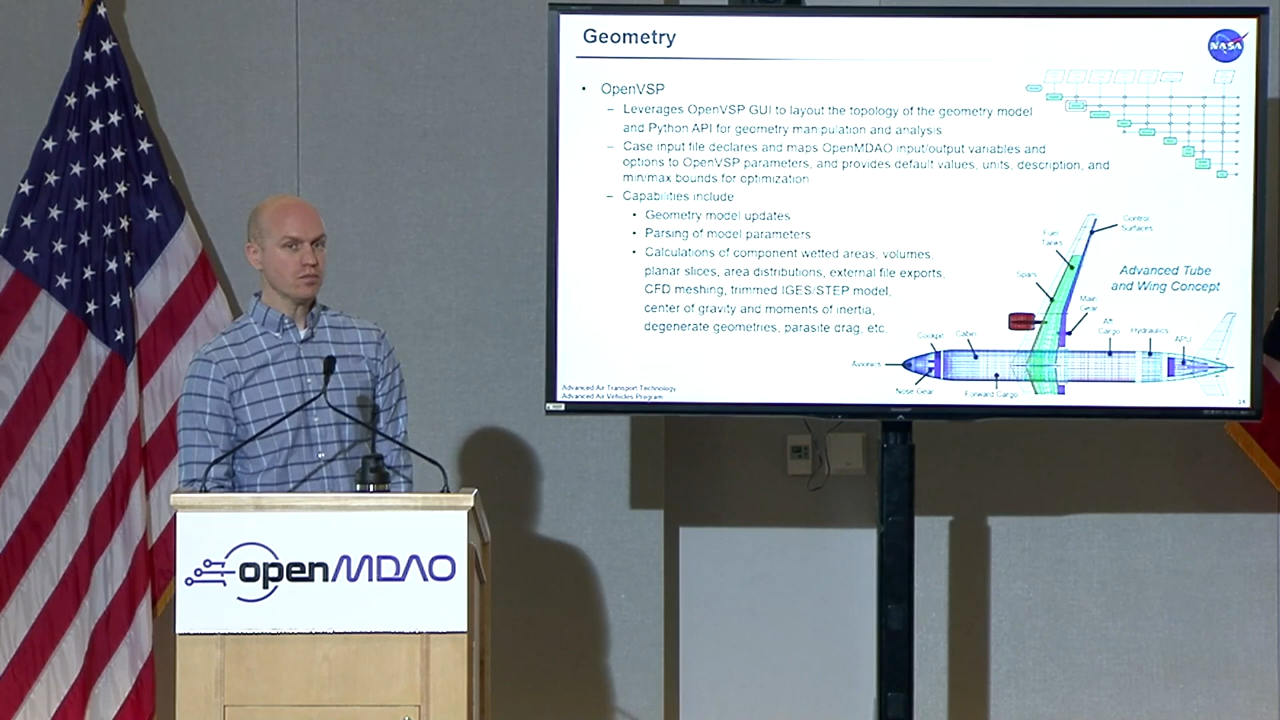 Geometry
NASA
• OpenVSP
– Leverages OpenVSP GUI to layout the topology of the geometry model
and Python API for geometry manipulation and analysis
– Case input file declares and maps OpenMDAO input/output variables and
options to OpenVSP parameters, and provides default values, units, description, and
min/max bounds for optimization
– Capabilities include
• Geometry model updates
• Parsing of model parameters
• Calculations of component wetted areas, volumes,
planar slices, area distributions, external file exports,
CFD meshing, trimmed IGES/STEP model,
center of gravity and moments of inertia,
degenerate geometries, parasite drag, etc.
Control
Surfaces
Fuel
Tanks
Spars
Advanced Tube
and Wing Concept
Main
Gear
Aft
Cargo
Hydraulics
APU
Cockpit
Cabin
Avionics
Nose Gear
Forward Cargo
Advanced Air Transport Technology
Advanced Air Vehicles Program
openMDAO